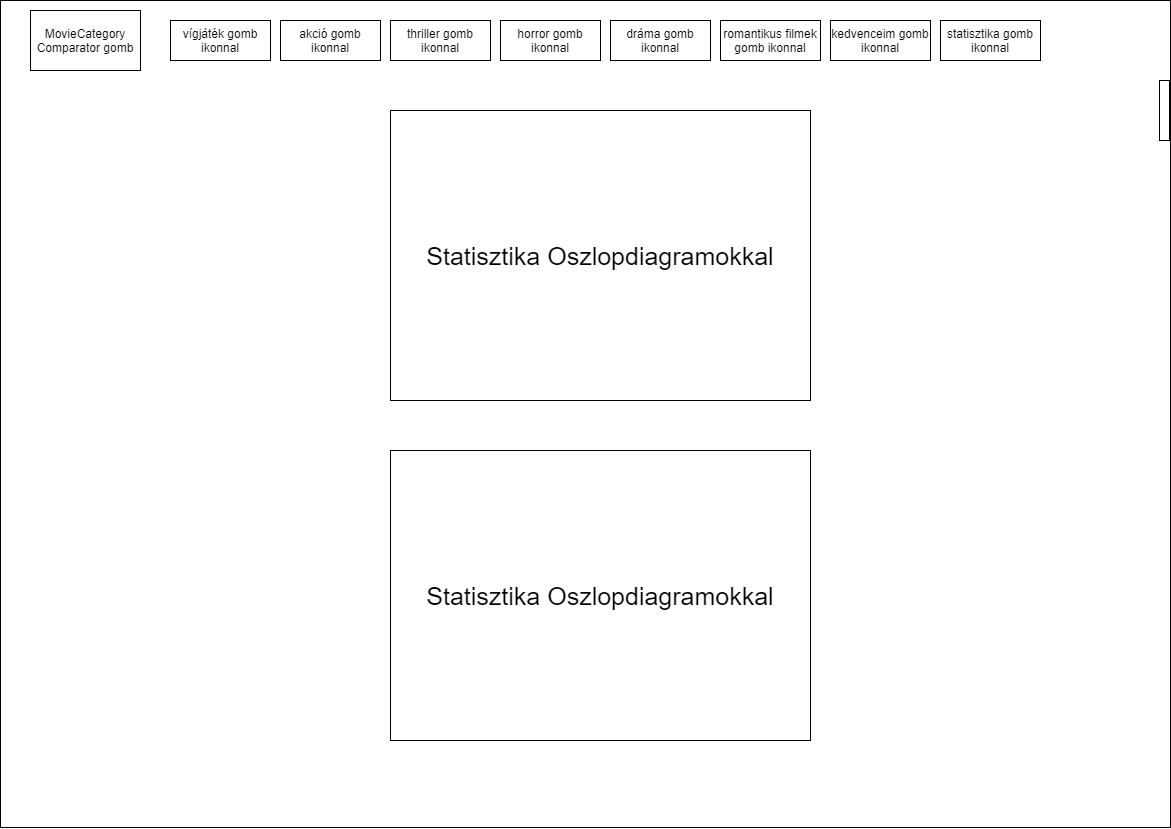 MovieCategory
Comparator gomb
vígjáték gomb
ikonnal
akció gomb
ikonnal
thriller gomb
ikonnal
horror gomb
ikonnal
dráma gomb
ikonnal
romantikus filmek
gomb ikonnal
kedvenceim gomb
ikonnal
statisztika gomb
ikonnal
Statisztika Oszlopdiagramokkal
Statisztika Oszlopdiagramokkal